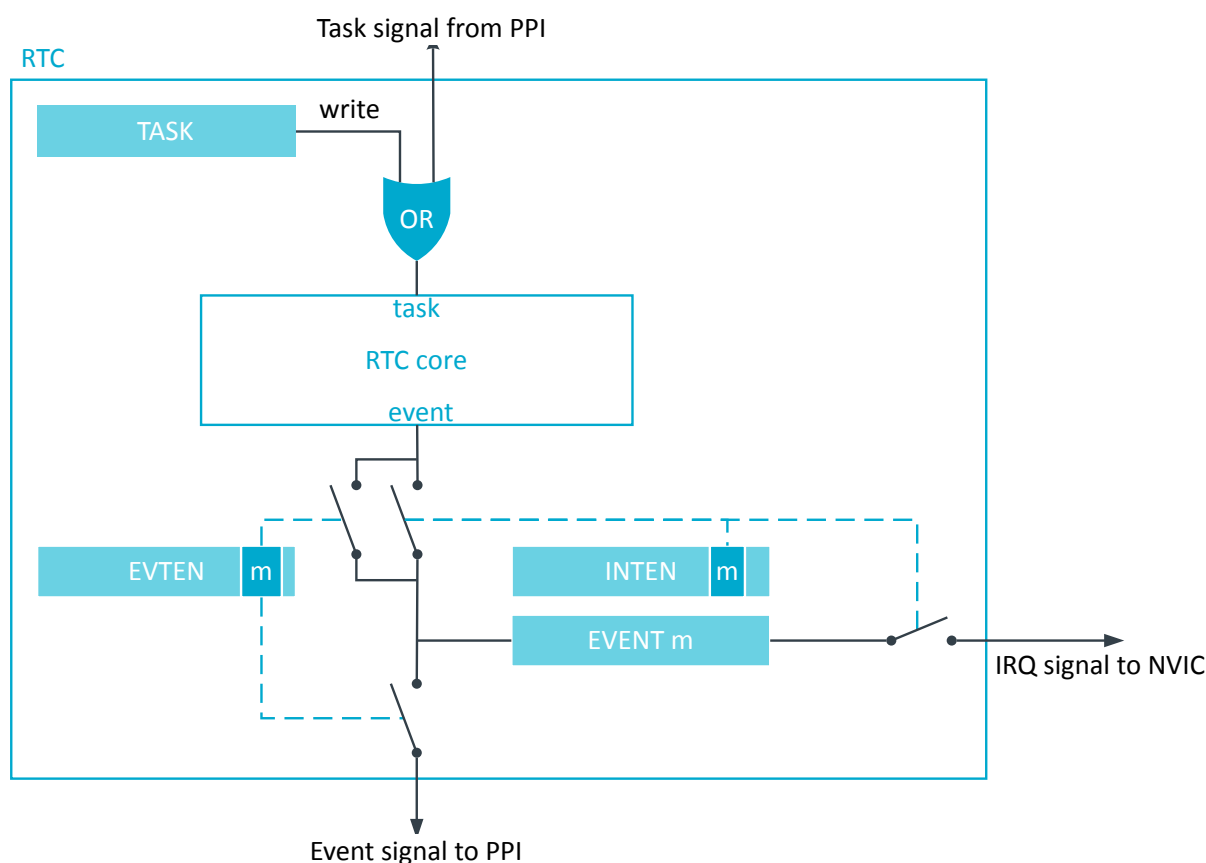 Task signal from PPI
RTC
write
TASK
OR
task
RTC core
event
EVTEN
m
INTEN
m
EVENT m
IRQ signal to NVIC
Event signal to PPI